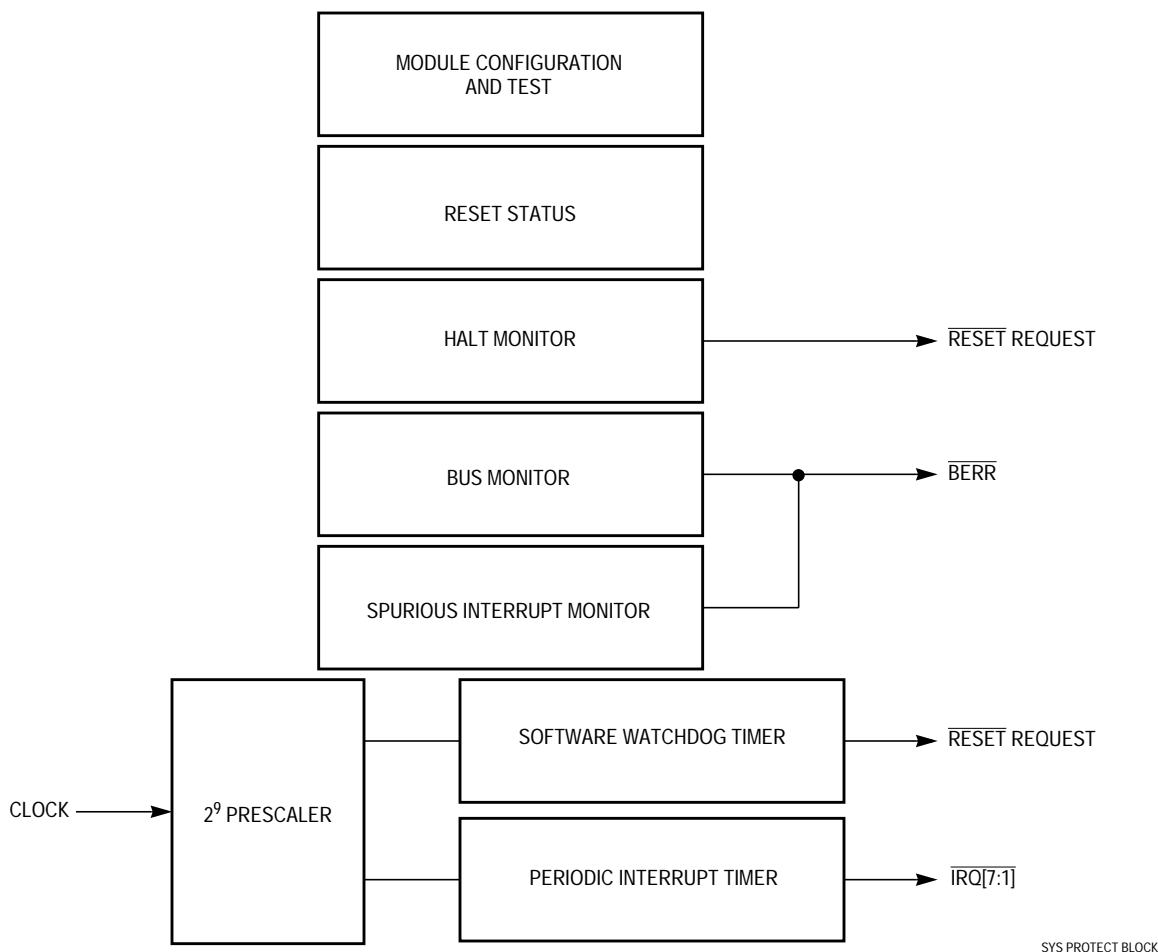 MODULE CONFIGURATION
AND TEST
RESET STATUS
HALT MONITOR
RESET REQUEST
BUS MONITOR
BERR
SPURIOUS INTERRUPT MONITOR
SOFTWARE WATCHDOG TIMER
RESET REQUEST
CLOCK
2⁹ PRESCALER
PERIODIC INTERRUPT TIMER
IRQ[7:1]
SYS PROTECT BLOCK